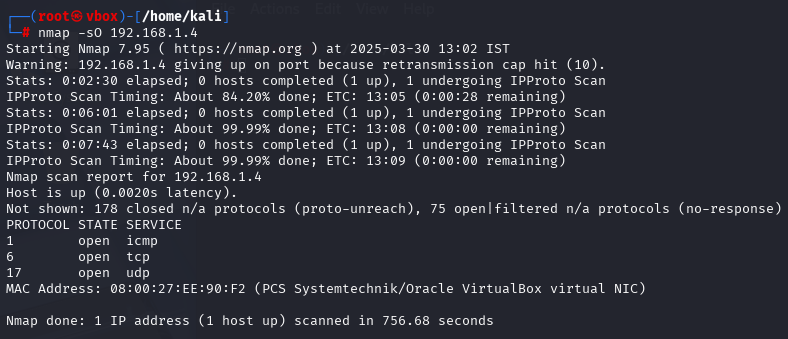 Actions Edit View Help
┌──(root㉿vbox)-[/home/kali]
└─# nmap -sO 192.168.1.4
Starting Nmap 7.95 ( https://nmap.org ) at 2025-03-30 13:02 IST
Warning: 192.168.1.4 giving up on port because retransmission cap hit (10).
Stats: 0:02:30 elapsed; 0 hosts completed (1 up), 1 undergoing IPProto Scan
IPProto Scan Timing: About 84.20% done; ETC: 13:05 (0:00:28 remaining)
Stats: 0:06:01 elapsed; 0 hosts completed (1 up), 1 undergoing IPProto Scan
IPProto Scan Timing: About 99.99% done; ETC: 13:08 (0:00:00 remaining)
Stats: 0:07:43 elapsed; 0 hosts completed (1 up), 1 undergoing IPProto Scan
IPProto Scan Timing: About 99.99% done; ETC: 13:09 (0:00:00 remaining)
Nmap scan report for 192.168.1.4
Host is up (0.0020s latency).
Not shown: 178 closed n/a protocols (proto-unreach), 75 open|filtered n/a protocols (no-response)
PROTOCOL STATE SERVICE
1        open  icmp
6        open  tcp
17       open  udp
MAC Address: 08:00:27:EE:90:F2 (PCS Systemtechnik/Oracle VirtualBox virtual NIC)
Nmap done: 1 IP address (1 host up) scanned in 756.68 seconds